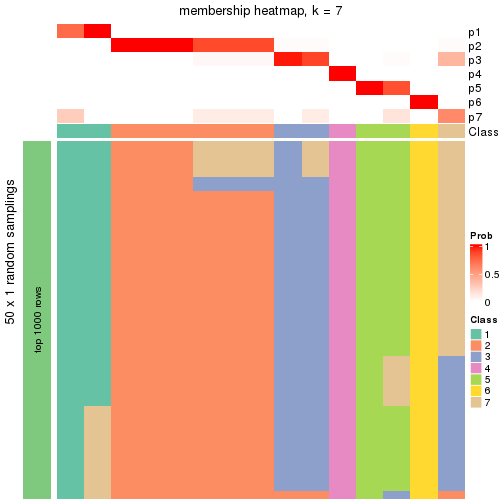 membership heatmap, k = 7
p1
p2
p3
p4
p5
p6
p7
Class
50 x 1 random samplings
top 1000 rows
Prob
1
0.5
0
Class
1
2
3
4
5
6
7